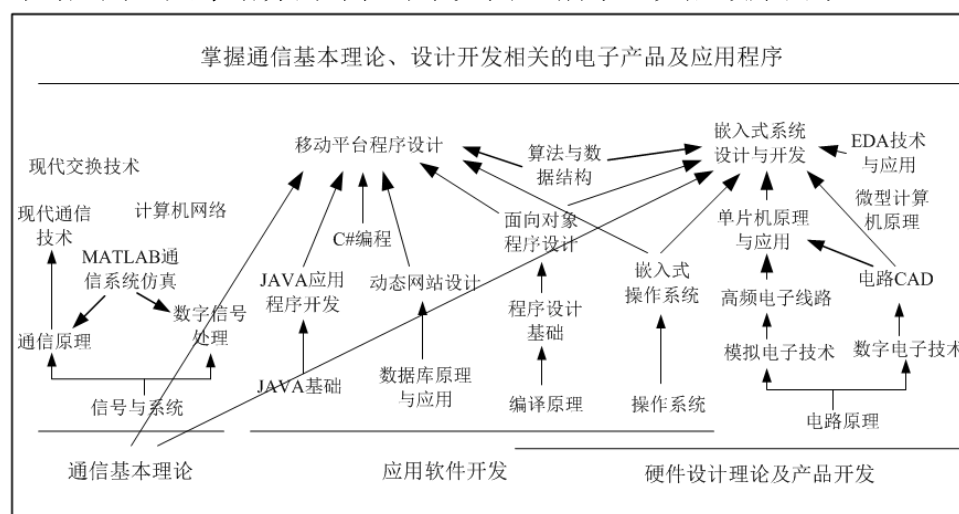 掌握通信基本理论、设计开发相关的电子产品及应用程序
移动平台程序设计
算法与数
据结构
嵌入式系统
设计与开发
EDA技术
与应用
现代交换技术
现代通信
技术
计算机网络
C#编程
面向对象
程序设计
单片机原理
与应用
微型计算
机原理
MATLAB通
信系统仿真
JAVA应用
程序开发
动态网站设计
嵌入式
操作系统
电路CAD
通信原理
数字信号
处理
程序设计
基础
高频电子线路
模拟电子技术
数字电子技术
信号与系统
JAVA基础
数据库原理
与应用
编译原理
操作系统
电路原理
通信基本理论
应用软件开发
硬件设计理论及产品开发